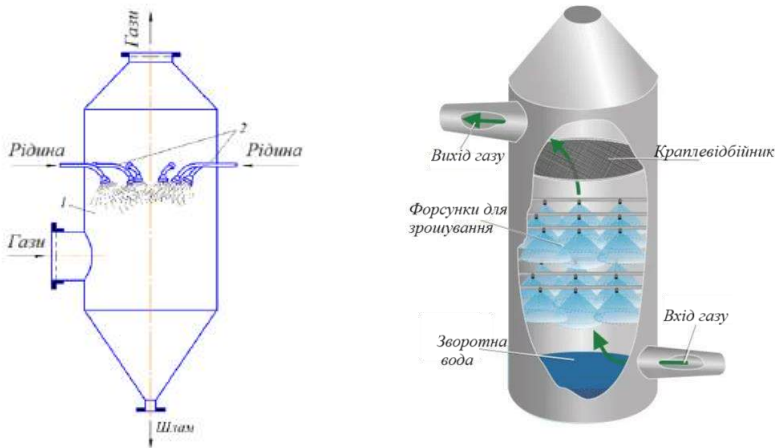 Гази
2
Рідина
Рідина
1
Гази
Шлам
Вихід газу
Краплевідбійник
Форсунки для
зрошування
Вхід газу
Зворотна
вода